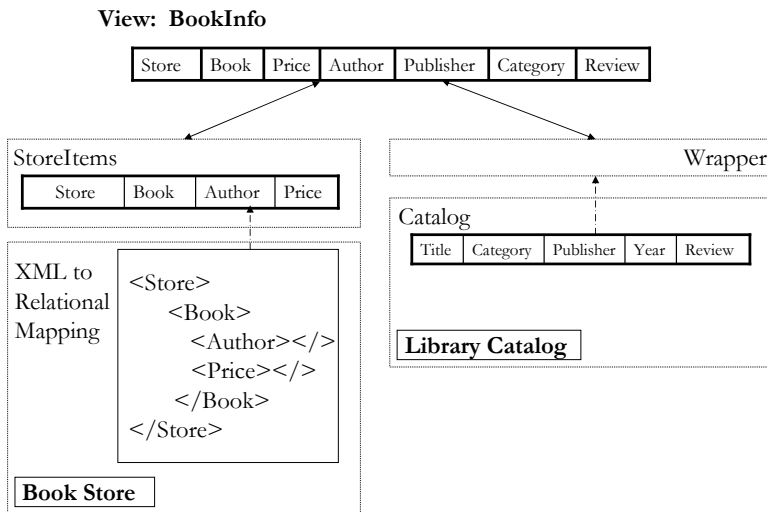 View: BookInfo
Store Book Price Author Publisher Category Review
StoreItems
Store Book Author Price
XML to
Relational
Mapping
<Store>
<Book>
<Author></>
<Price></>
</Book>
</Store>
Book Store
Wrapper
Catalog
Title Category Publisher Year Review
Library Catalog